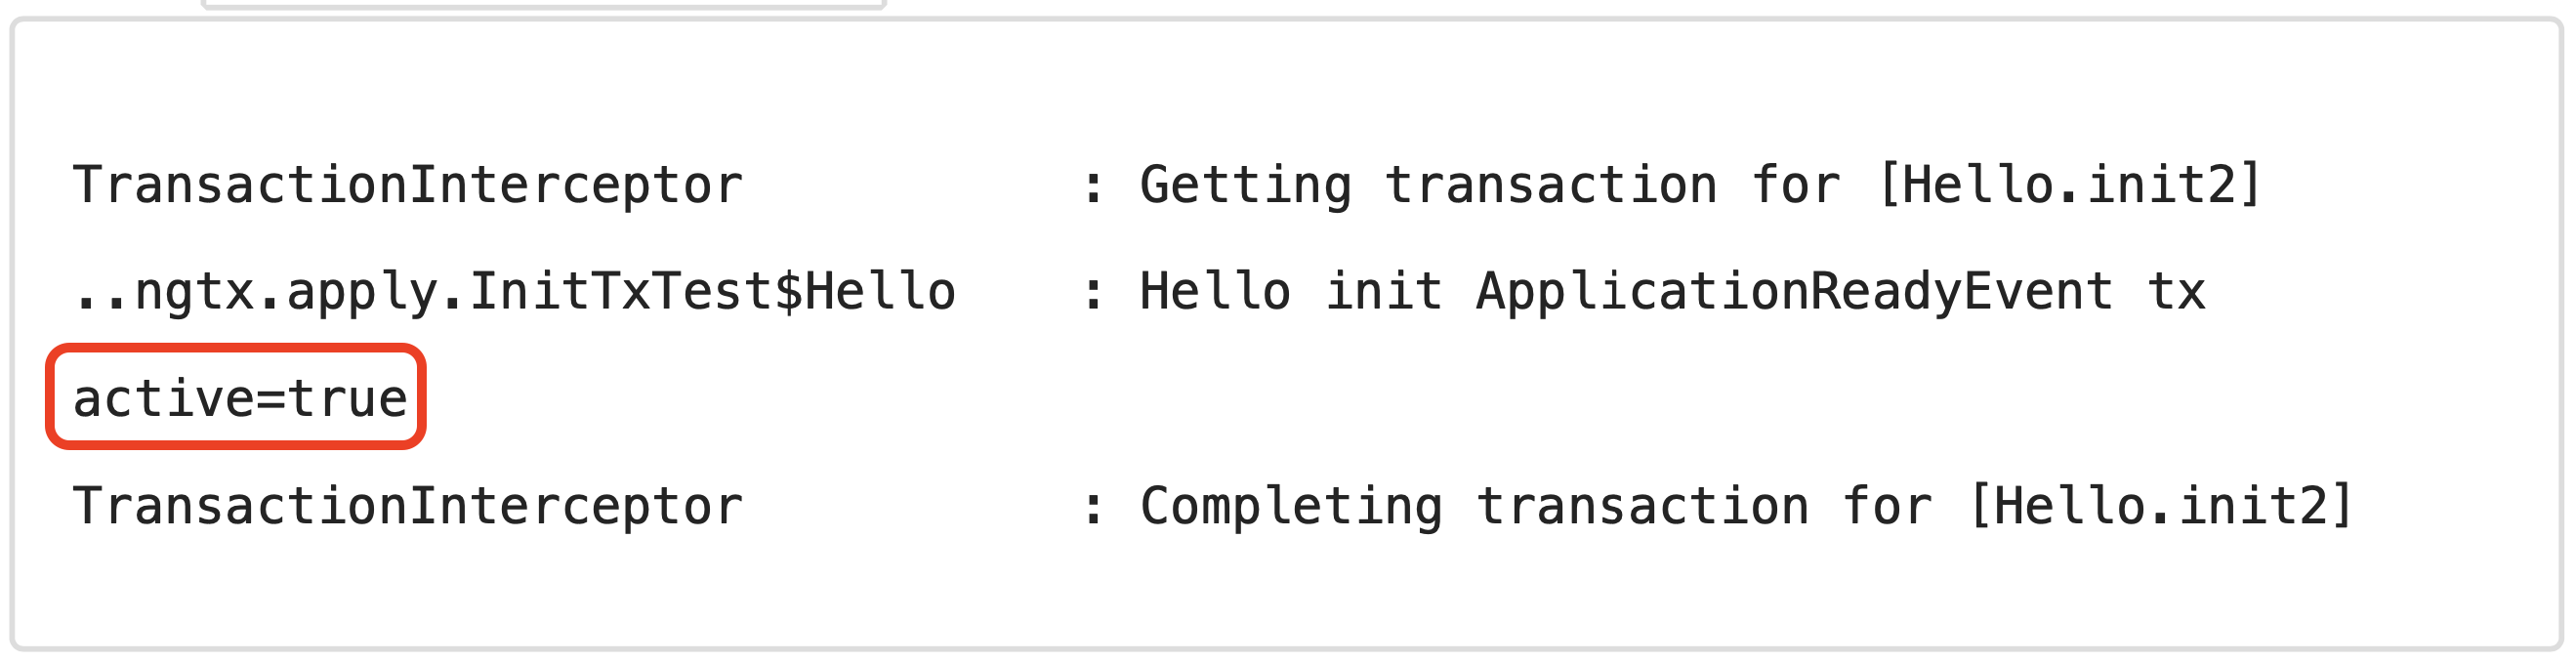 TransactionInterceptor : Getting transaction for [Hello.init2]
..ngtx.apply.InitTxTest$Hello : Hello init ApplicationReadyEvent tx
active=true
TransactionInterceptor : Completing transaction for [Hello.init2]